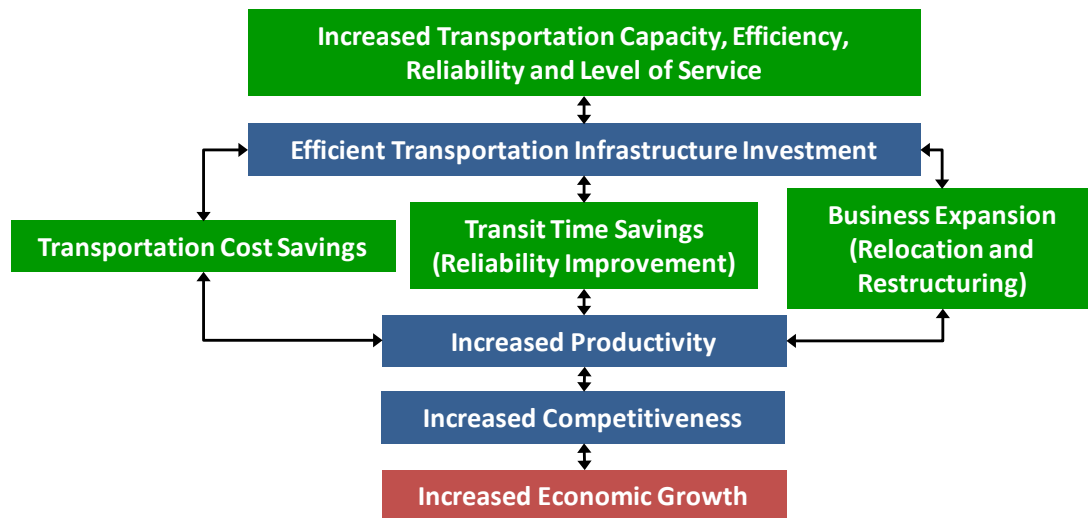 Increased Transportation Capacity, Efficiency,
Reliability and Level of Service
Efficient Transportation Infrastructure Investment
Transportation Cost Savings
Transit Time Savings
(Reliability Improvement)
Business Expansion
(Relocation and
Restructuring)
Increased Productivity
Increased Competitiveness
Increased Economic Growth